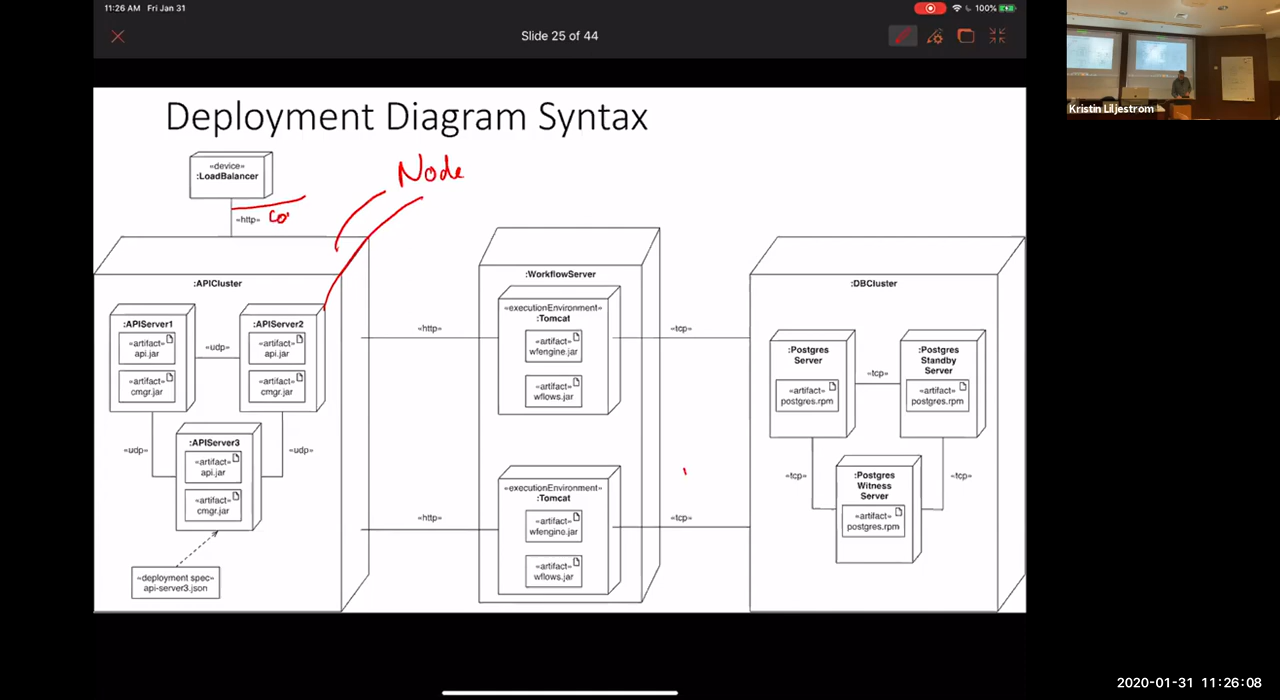 11:26 AM Fri Jan 31
100%
Slide 25 of 44
Kristin Liljestrom
Deployment Diagram Syntax
Node
«device»
:LoadBalancer
«http»
co
:APICluster
:APIServer1
«artifact»
api.jar
«artifact»
cmgr.jar
«udp»
:APIServer2
«artifact»
api.jar
«artifact»
cmgr.jar
«udp»
«udp»
:APIServer3
«artifact»
api.jar
«artifact»
cmgr.jar
«deployment spec»
api-server3.json
«http»
«http»
:WorkflowServer
«executionEnvironment»
:Tomcat
«artifact»
wfengine.jar
«artifact»
wflows.jar
«executionEnvironment»
:Tomcat
«artifact»
wfengine.jar
«artifact»
wflows.jar
«tcp»
«tcp»
:DBCluster
:Postgres
Server
«artifact»
postgres.rpm
«tcp»
:Postgres
Standby
Server
«artifact»
postgres.rpm
«tcp»
«tcp»
:Postgres
Witness
Server
«artifact»
postgres.rpm
2020-01-31 11:26:08